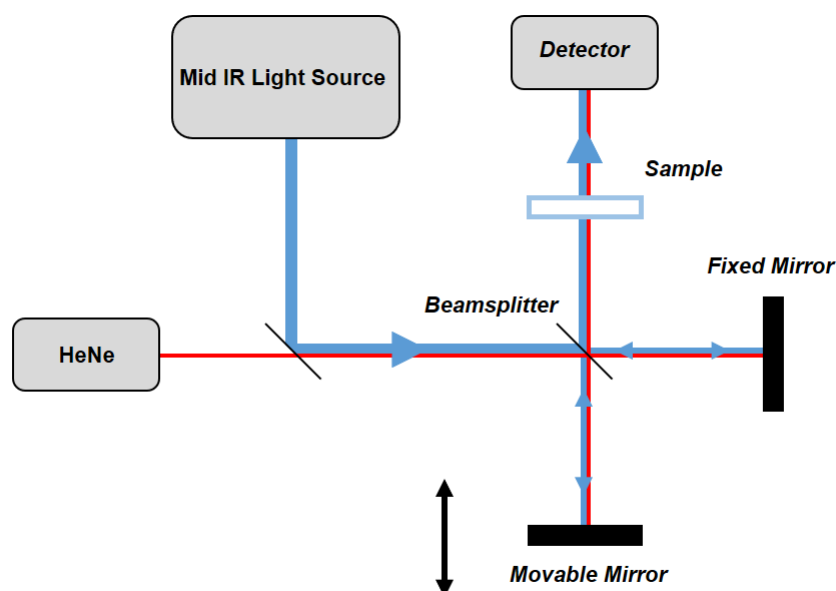 Mid IR Light Source
Detector
Sample
Fixed Mirror
Beamsplitter
HeNe
Movable Mirror